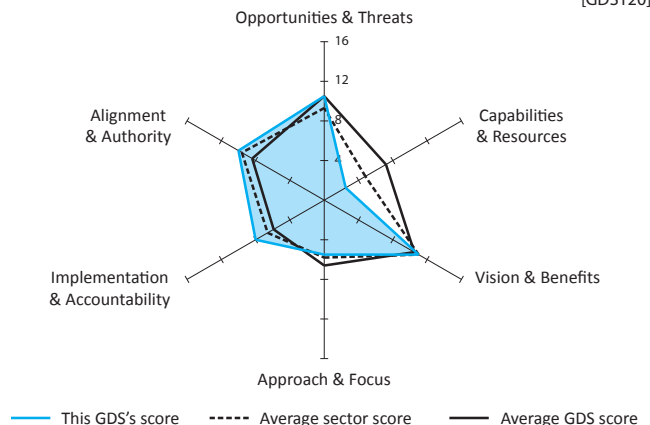 Opportunities & Threats
16
12
8
4
Alignment
& Authority
Capabilities
& Resources
Implementation
& Accountability
Vision & Benefits
Approach & Focus
This GDS's score
Average sector score
Average GDS score